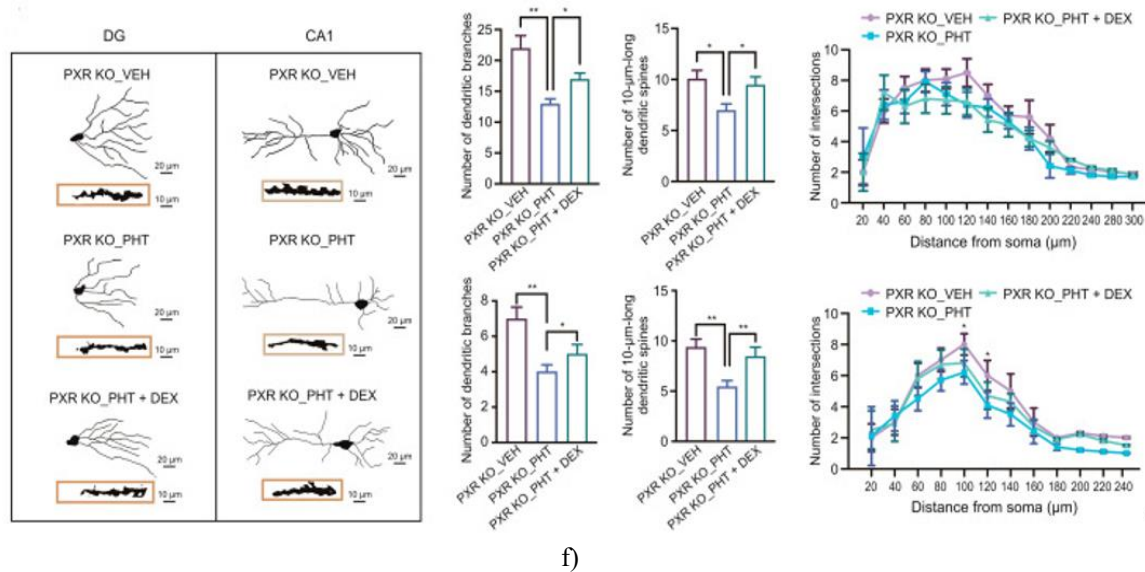 DG CA1
PXR KO_VEH PXR KO_VEH
20 µm 20 µm
10 µm 10 µm
PXR KO_PHT PXR KO_PHT
20 µm 20 µm
10 µm 10 µm
PXR KO_PHT + DEX PXR KO_PHT + DEX
20 µm 20 µm
10 µm 10 µm
Number of dendritic branches
25
20
15
10
5
0
** *
PXR KO_VEH
PXR KO_PHT
PXR KO_PHT + DEX
Number of 10-µm-long
dendritic spines
15
10
5
0
* *
PXR KO_VEH
PXR KO_PHT
PXR KO_PHT + DEX
PXR KO_VEH PXR KO_PHT + DEX
PXR KO_PHT
Number of intersections
10
8
6
4
2
0
20 40 60 80 100 120 140 160 180 200 220 240 260 280 300
Distance from soma (µm)
Number of dendritic branches
8
6
4
2
0
** *
PXR KO_VEH
PXR KO_PHT
PXR KO_PHT + DEX
Number of 10-µm-long
dendritic spines
15
10
5
0
** **
PXR KO_VEH
PXR KO_PHT
PXR KO_PHT + DEX
PXR KO_VEH PXR KO_PHT + DEX
PXR KO_PHT
Number of intersections
10
8
6
4
2
0
* *
20 40 60 80 100 120 140 160 180 200 220 240
Distance from soma (µm)
f)